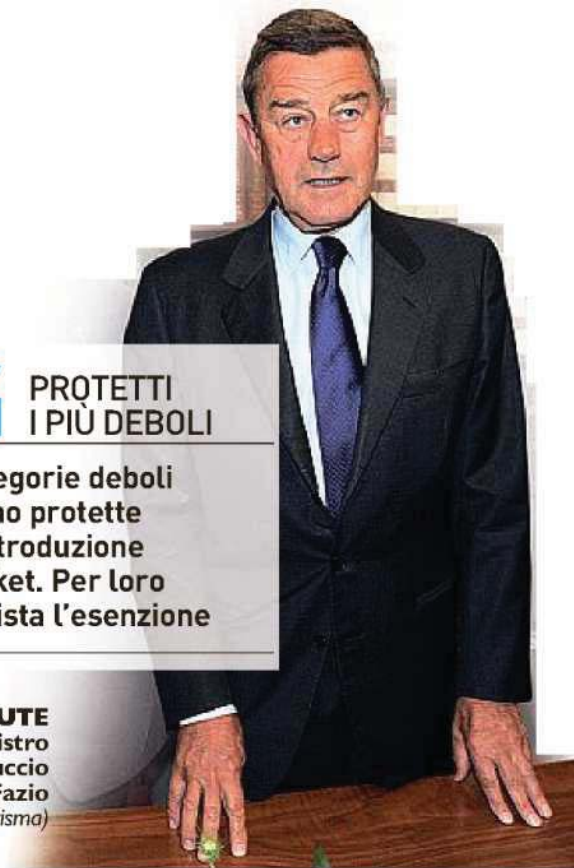 PROTETTI
I PIÙ DEBOLI
egorie deboli
no protette
troduzione
ket. Per loro
ista l’esenzione
UTE
istro
uccio
Fazio
isma)